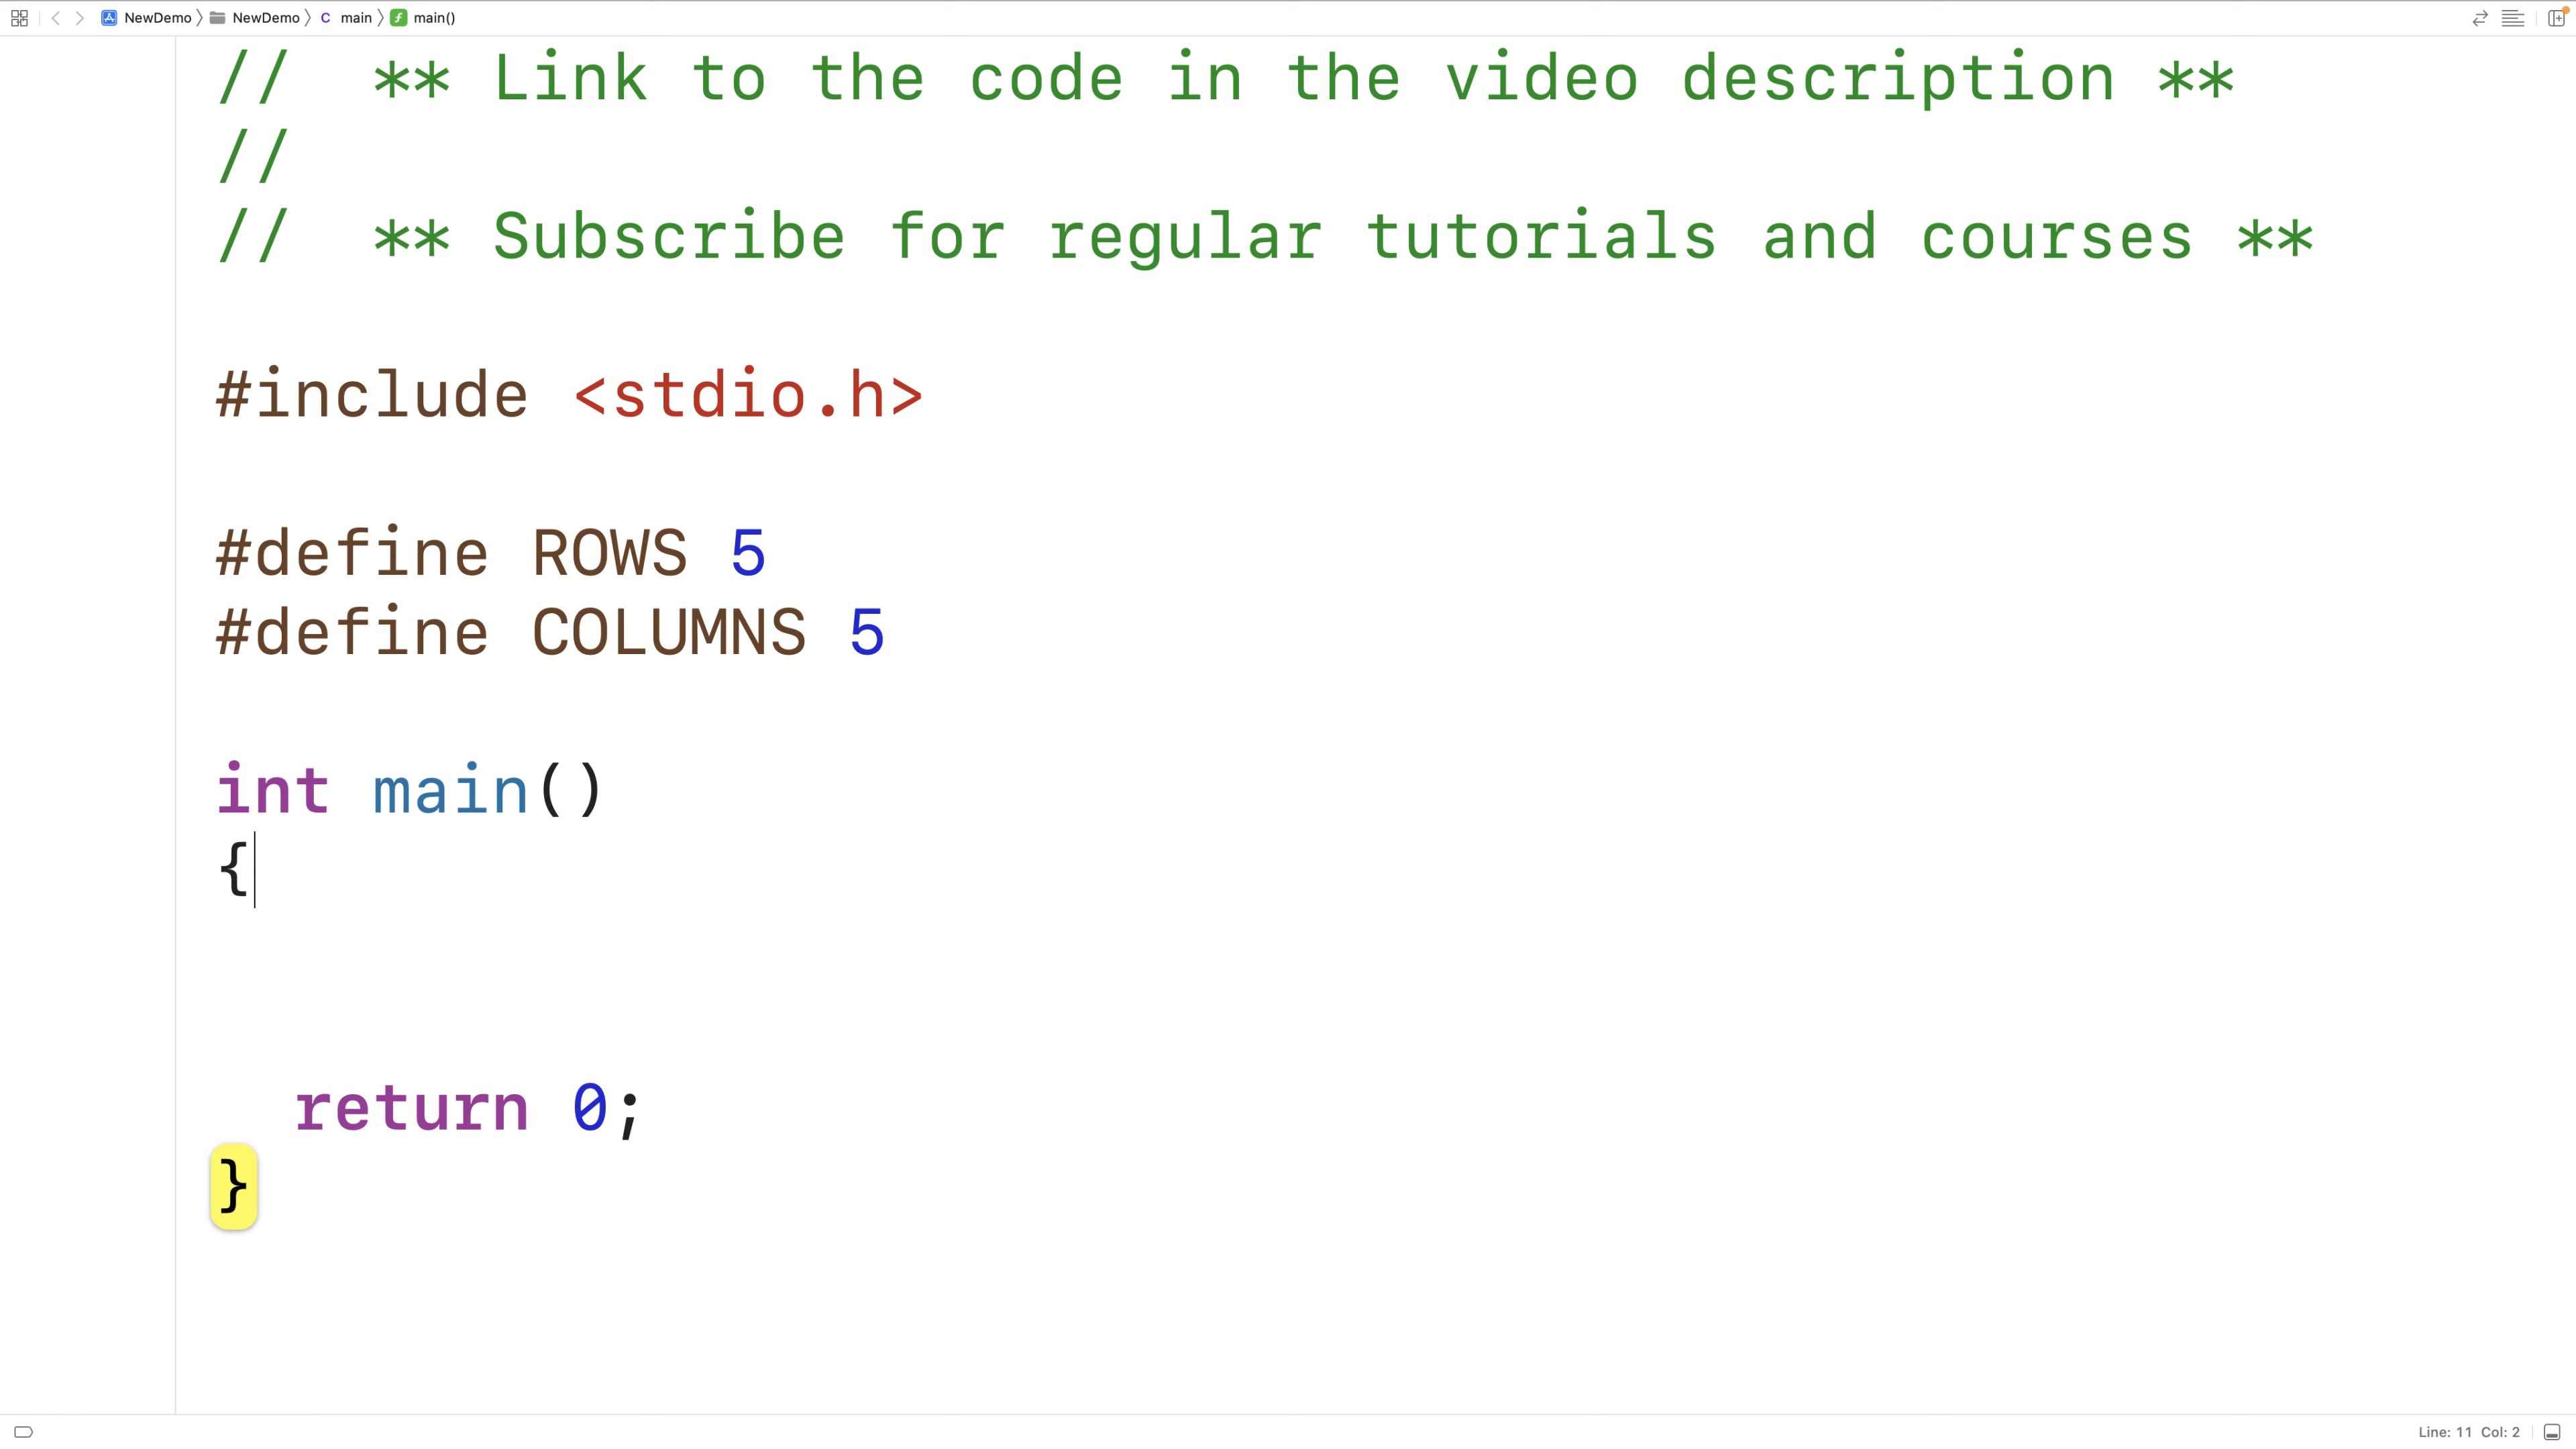 NewDemo NewDemo C main f main()
// ** Link to the code in the video description **
//
// ** Subscribe for regular tutorials and courses **
#include <stdio.h>
#define ROWS 5
#define COLUMNS 5
int main()
{
return 0;
}
Line: 11 Col: 2